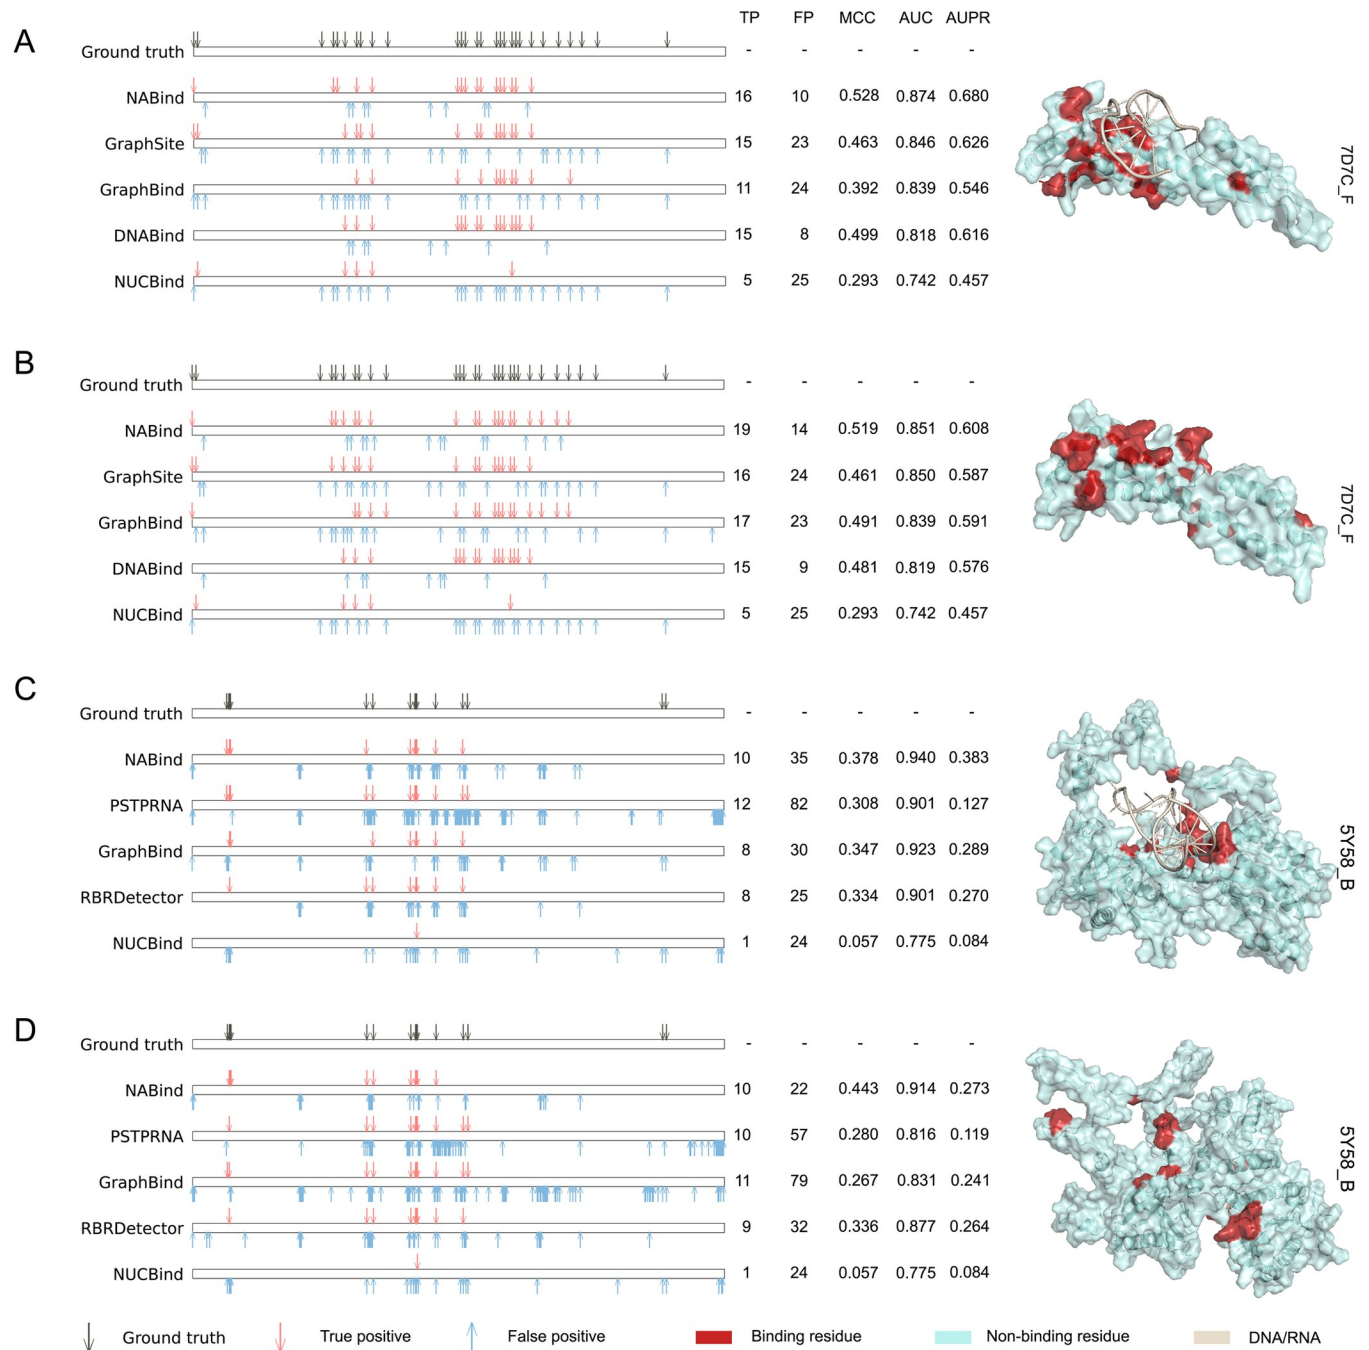 TP FP MCC AUC AUPR
A
Ground truth - - - - -
NABind 16 10 0.528 0.874 0.680
GraphSite 15 23 0.463 0.846 0.626
GraphBind 11 24 0.392 0.839 0.546
DNABind 15 8 0.499 0.818 0.616
NUCBind 5 25 0.293 0.742 0.457
7D7C_F
B
Ground truth - - - - -
NABind 19 14 0.519 0.851 0.608
GraphSite 16 24 0.461 0.850 0.587
GraphBind 17 23 0.491 0.839 0.591
DNABind 15 9 0.481 0.819 0.576
NUCBind 5 25 0.293 0.742 0.457
7D7C_F
C
Ground truth - - - - -
NABind 10 35 0.378 0.940 0.383
PSTPRNA 12 82 0.308 0.901 0.127
GraphBind 8 30 0.347 0.923 0.289
RBRDetector 8 25 0.334 0.901 0.270
NUCBind 1 24 0.057 0.775 0.084
5Y58_B
D
Ground truth - - - - -
NABind 10 22 0.443 0.914 0.273
PSTPRNA 10 57 0.280 0.816 0.119
GraphBind 11 79 0.267 0.831 0.241
RBRDetector 9 32 0.336 0.877 0.264
NUCBind 1 24 0.057 0.775 0.084
5Y58_B
Ground truth True positive False positive Binding residue Non-binding residue DNA/RNA